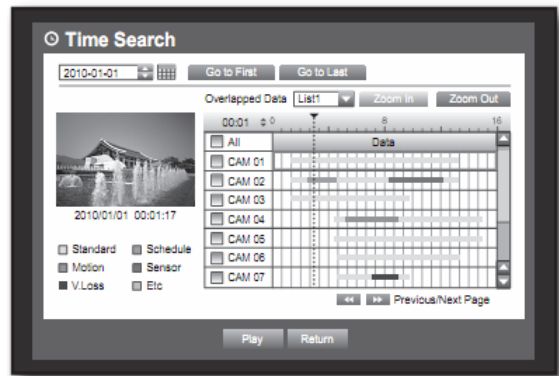 Time Search
2010-01-01 Go to First Go to Last
Overlapped Data List1 Zoom In Zoom Out
00:01 0 8 16
All Data
CAM 01
CAM 02
CAM 03
CAM 04
CAM 05
CAM 06
CAM 07
2010/01/01 00:01:17
Standard Schedule
Motion Sensor
V.Loss Etc
Previous/Next Page
Play Return